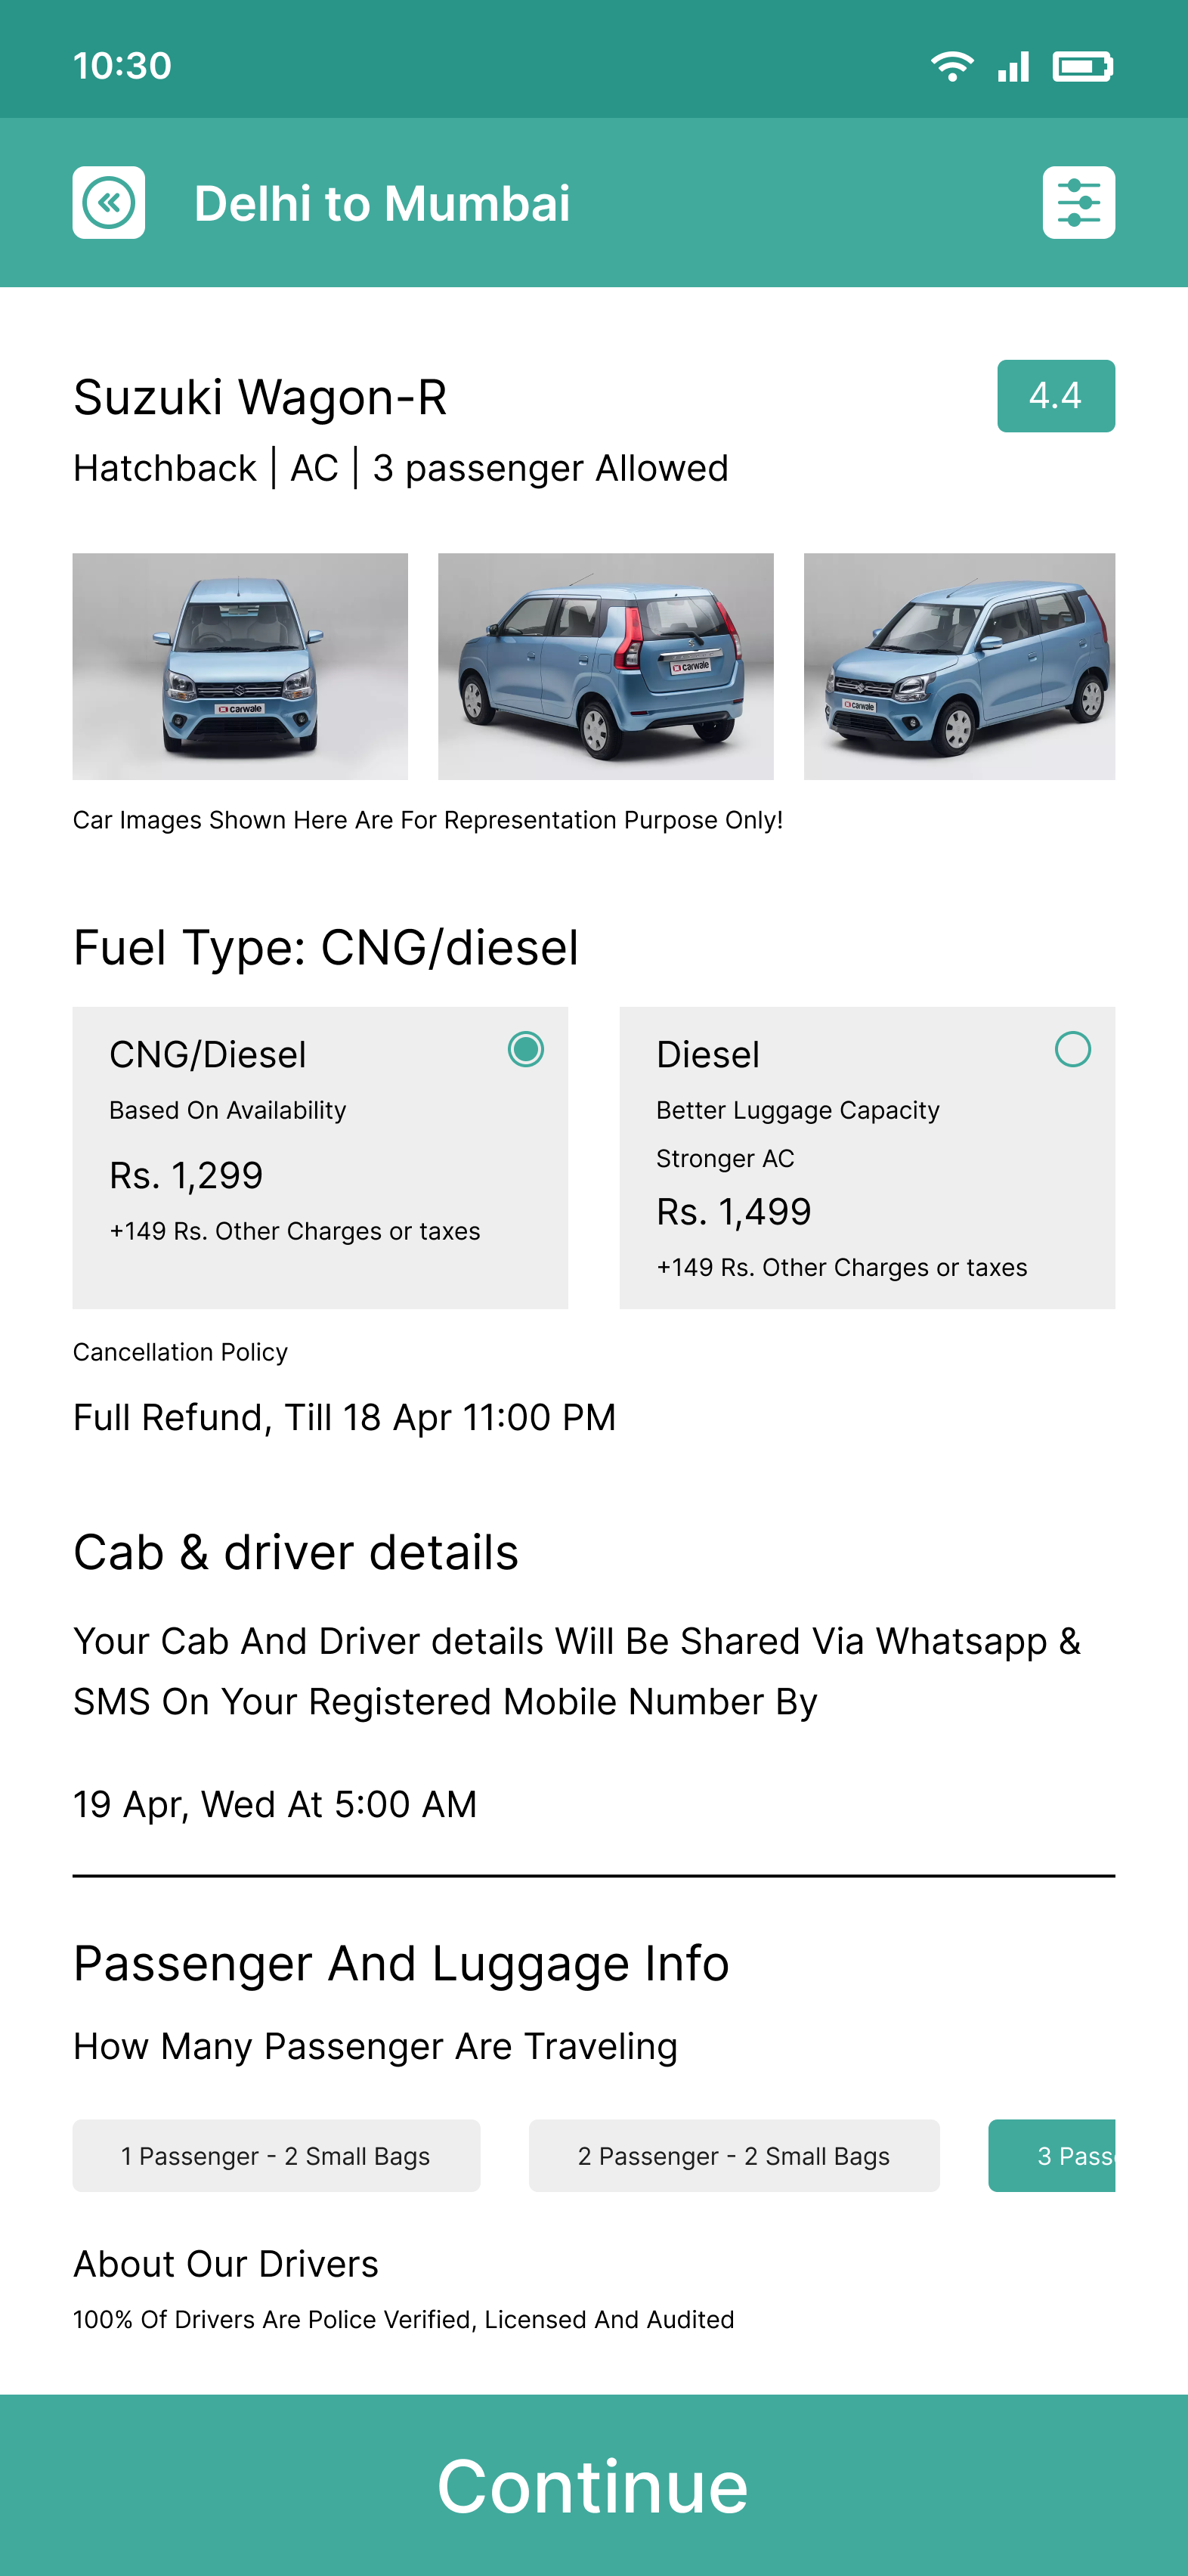 10:30
Delhi to Mumbai
Suzuki Wagon-R
4.4
Hatchback | AC | 3 passenger Allowed
carwale
carwale
carwale
Car Images Shown Here Are For Representation Purpose Only!
Fuel Type: CNG/diesel
CNG/Diesel
Based On Availability
Rs. 1,299
+149 Rs. Other Charges or taxes
Diesel
Better Luggage Capacity
Stronger AC
Rs. 1,499
+149 Rs. Other Charges or taxes
Cancellation Policy
Full Refund, Till 18 Apr 11:00 PM
Cab & driver details
Your Cab And Driver details Will Be Shared Via Whatsapp &
SMS On Your Registered Mobile Number By
19 Apr, Wed At 5:00 AM
Passenger And Luggage Info
How Many Passenger Are Traveling
1 Passenger - 2 Small Bags
2 Passenger - 2 Small Bags
3
About Our Drivers
100% Of Drivers Are Police Verified, Licensed And Audited
Continue